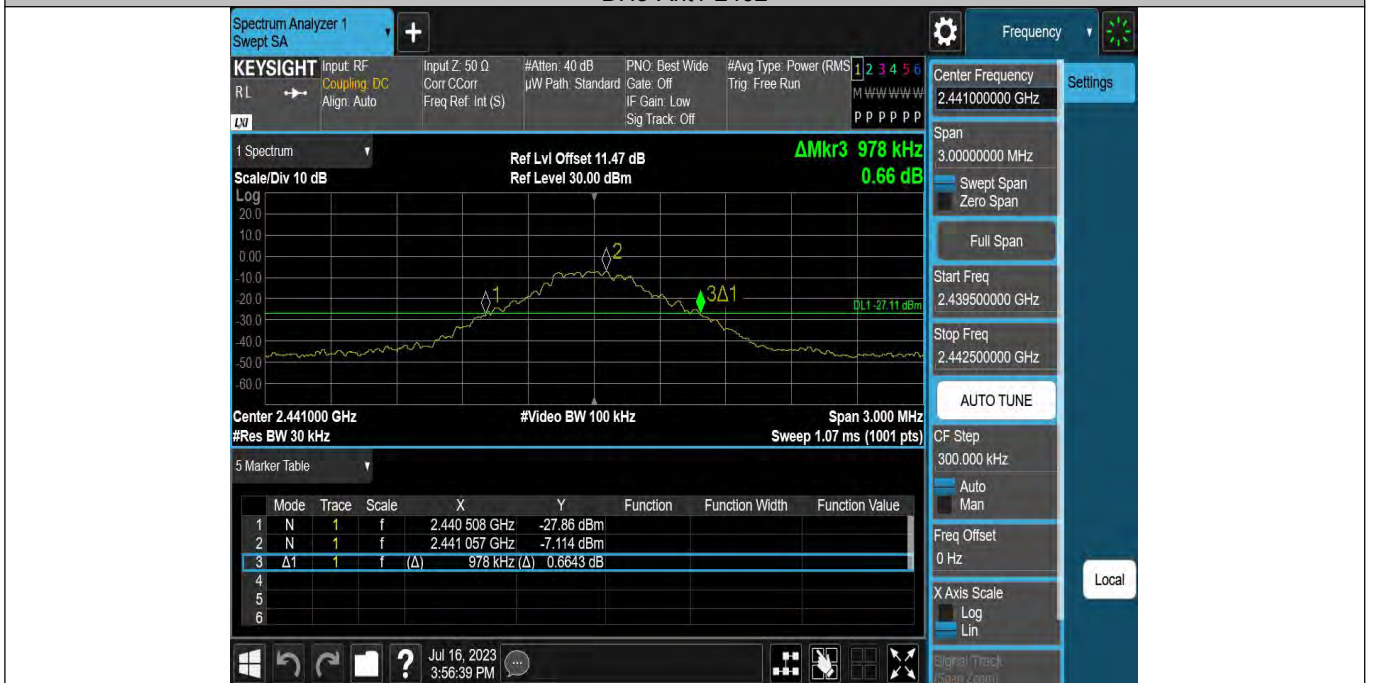 Spectrum Analyzer 1
Swept SA
Frequency
KEYSIGHT
RL
LXI
Input: RF
Coupling: DC
Align: Auto
Input Z: 50 Ω
Corr CCorr
Freq Ref: Int (S)
#Atten: 40 dB
µW Path: Standard
PNO: Best Wide
Gate: Off
IF Gain: Low
Sig Track: Off
#Avg Type: Power (RMS
Trig: Free Run
1 2 3 4 5 6
M W W W W W
P P P P P P
1 Spectrum
Scale/Div 10 dB
Ref Lvl Offset 11.47 dB
Ref Level 30.00 dBm
ΔMkr3 978 kHz
0.66 dB
Log
20.0
10.0
0.00
-10.0
-20.0
-30.0
-40.0
-50.0
-60.0
1
2
3Δ1
DL1 -27.11 dBm
Center 2.441000 GHz
#Video BW 100 kHz
Span 3.000 MHz
#Res BW 30 kHz
Sweep 1.07 ms (1001 pts)
5 Marker Table
Mode Trace Scale X Y Function Function Width Function Value
1 N 1 f 2.440 508 GHz -27.86 dBm
2 N 1 f 2.441 057 GHz -7.114 dBm
3 Δ1 1 f (Δ) 978 kHz (Δ) 0.6643 dB
4
5
6
Jul 16, 2023
3:56:39 PM
Center Frequency
2.441000000 GHz
Settings
Span
3.00000000 MHz
Swept Span
Zero Span
Full Span
Start Freq
2.439500000 GHz
Stop Freq
2.442500000 GHz
AUTO TUNE
CF Step
300.000 kHz
Auto
Man
Freq Offset
0 Hz
X Axis Scale
Log
Lin
Signal Track
(Span Zoom)
Local